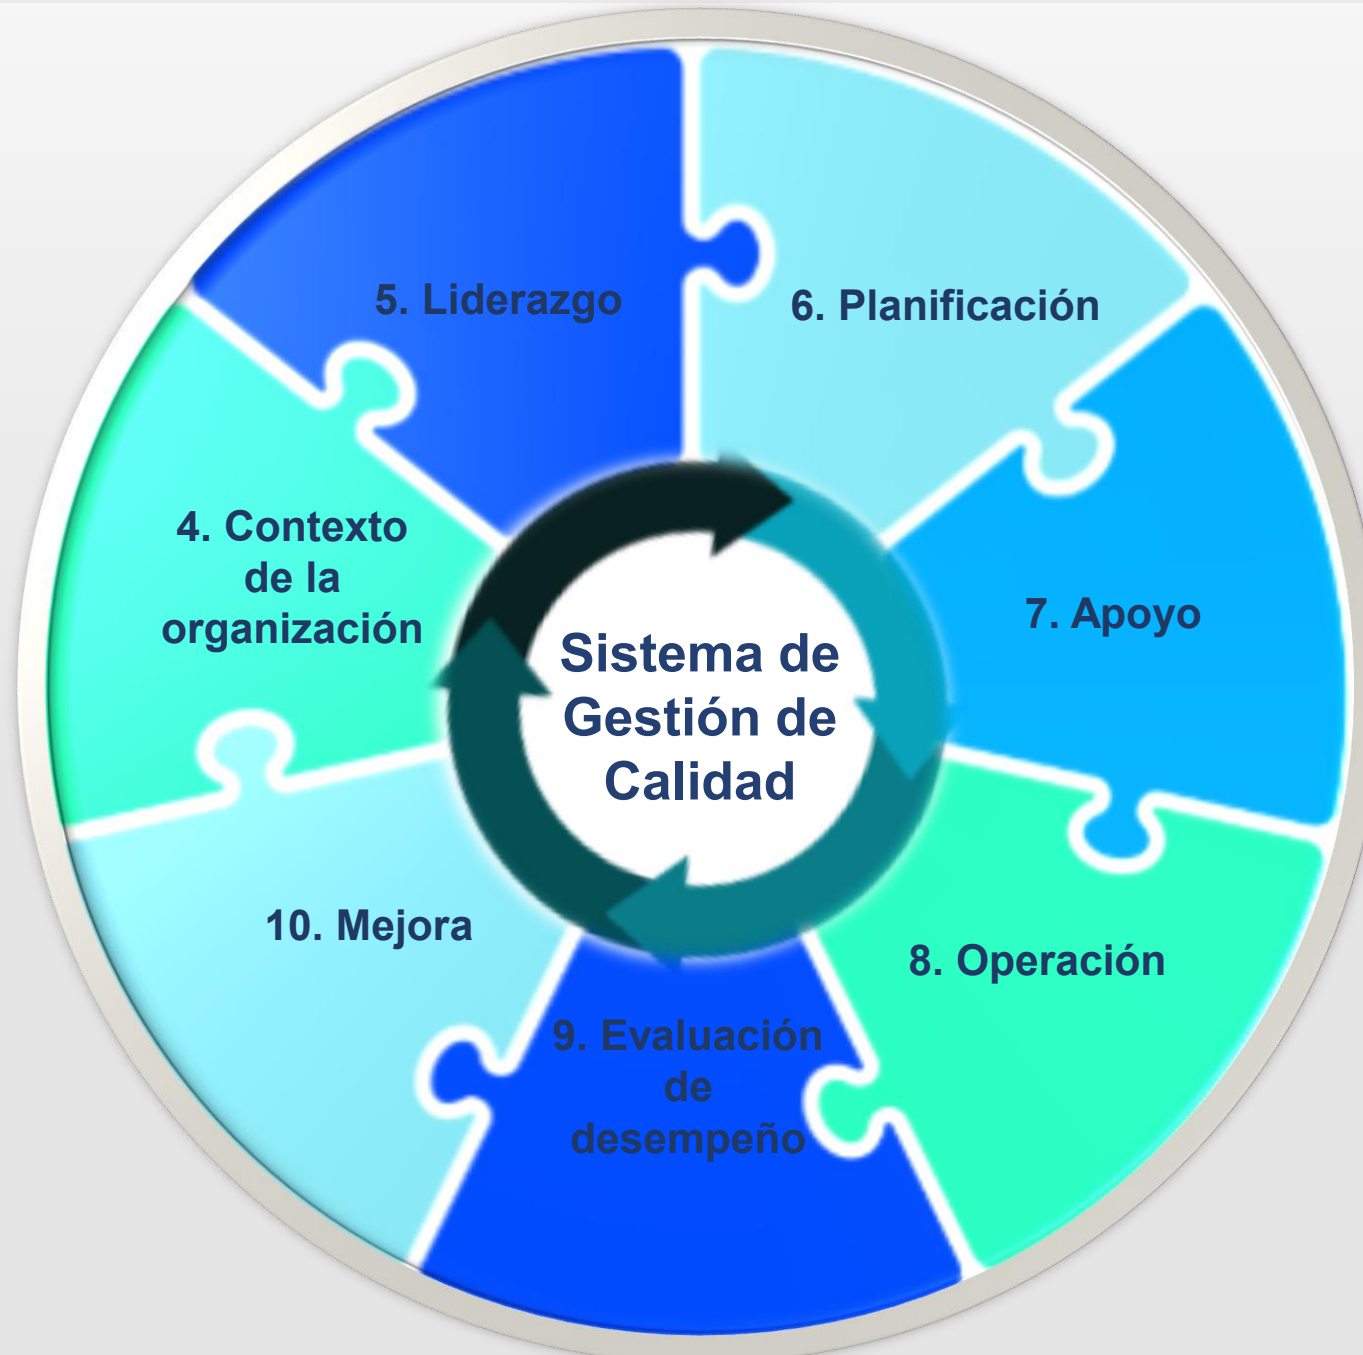 5. Liderazgo
6. Planificación
4. Contexto
de la
organización
7. Apoyo
Sistema de
Gestión de
Calidad
10. Mejora
8. Operación
9. Evaluación
de
desempeño